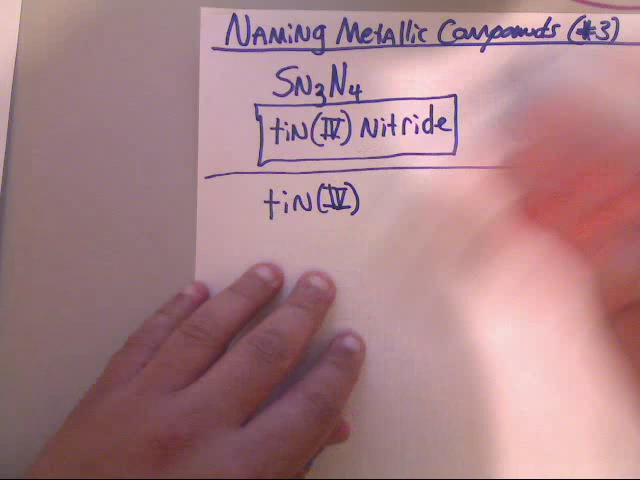 Naming Metallic Compounds (#3)
SN3N4
tiN(IV) Nitride
tiN(IV)